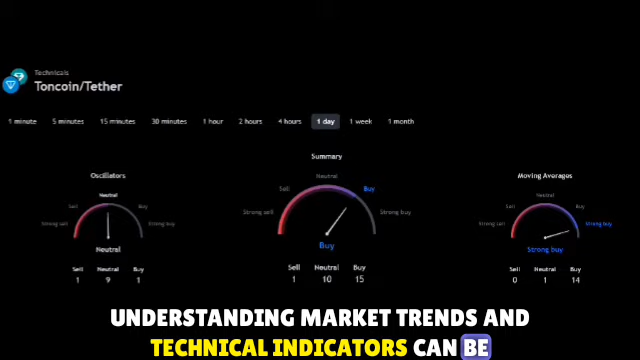 Technicals
Toncoin/Tether
1 minute 5 minutes 15 minutes 30 minutes 1 hour 2 hours 4 hours 1 day 1 week 1 month
Summary
Oscillators
Moving Averages
Neutral
Sell Buy
Strong sell Strong buy
Buy
Neutral
Sell Buy
Strong sell Strong buy
Neutral
Neutral
Sell Buy
Strong sell Strong buy
Strong buy
Sell Neutral Buy
1 10 15
Sell Neutral Buy
1 9 1
Sell Neutral Buy
0 1 14
UNDERSTANDING MARKET TRENDS AND
TECHNICAL INDICATORS CAN BE